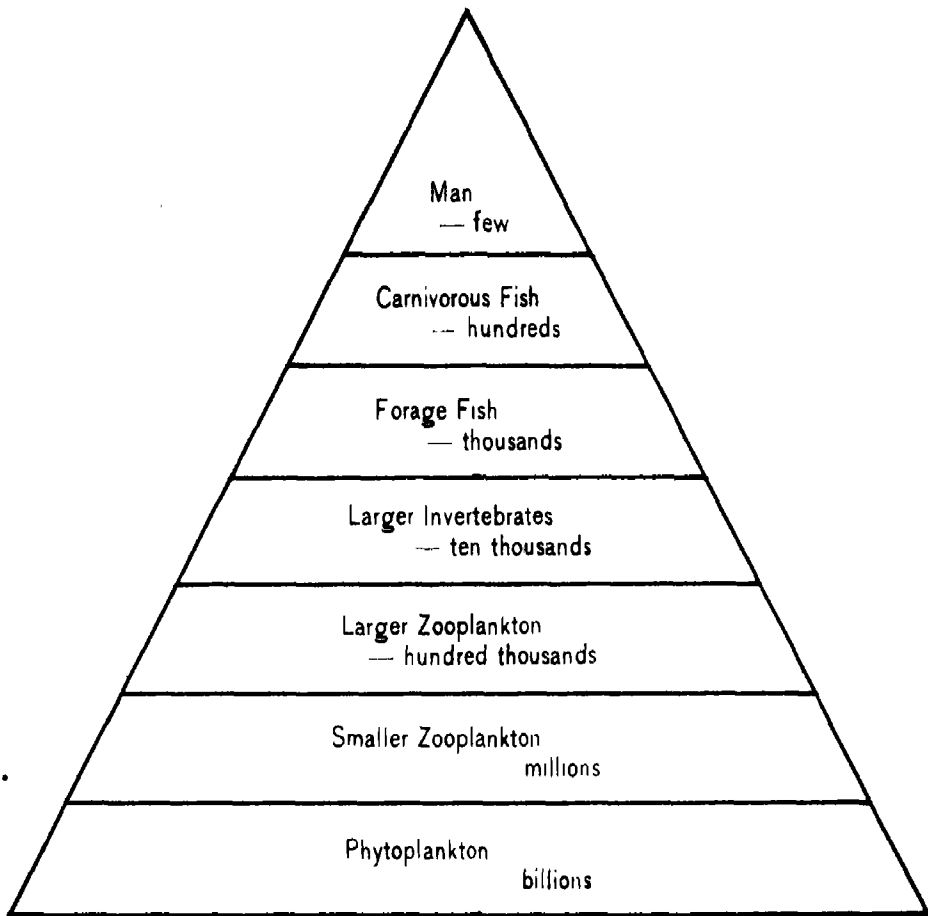 Man
— few
Carnivorous Fish
— hundreds
Forage Fish
— thousands
Larger Invertebrates
— ten thousands
Larger Zooplankton
— hundred thousands
Smaller Zooplankton
millions
Phytoplankton
billions